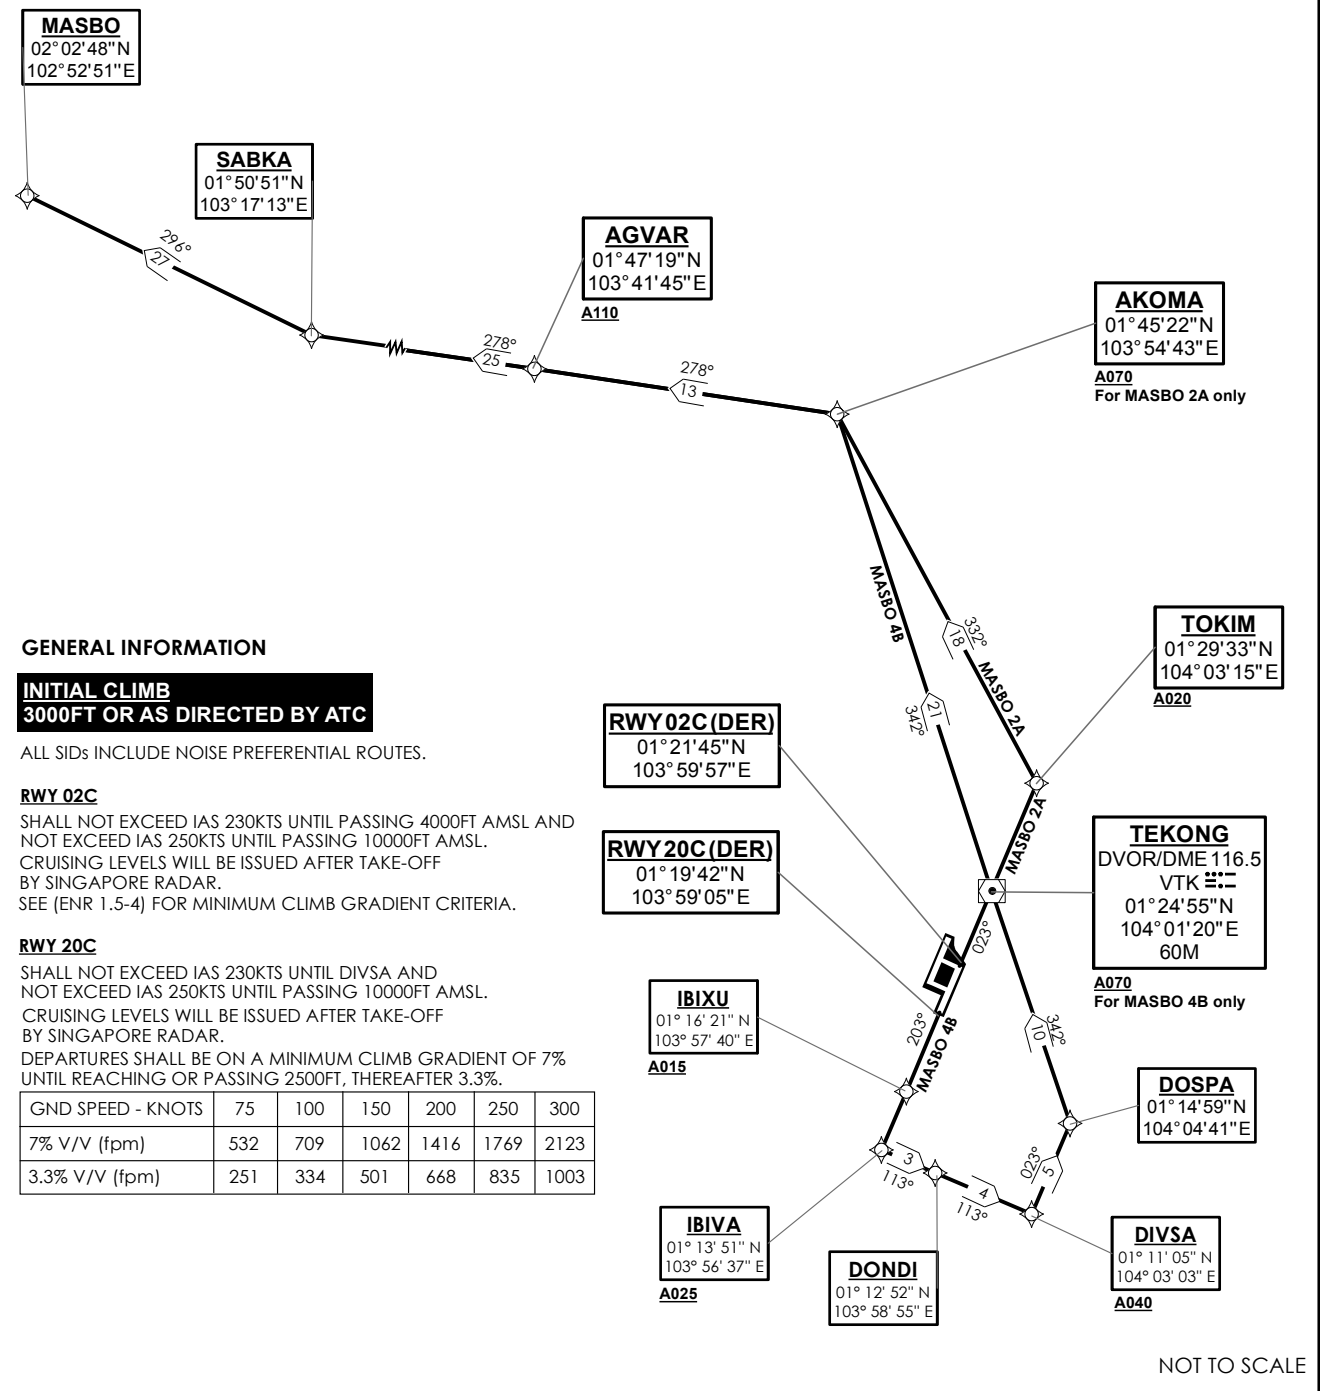 MASBO
02°02'48"N
102°52'51"E
SABKA
01°50'51"N
103°17'13"E
AGVAR
01°47'19"N
103°41'45"E
A110
AKOMA
01°45'22"N
103°54'43"E
A070
For MASBO 2A only
296°
27
278°
25
278°
13
MASBO 4B
332°
18
MASBO 2A
342°
21
TOKIM
01°29'33"N
104°03'15"E
A020
GENERAL INFORMATION
INITIAL CLIMB
3000FT OR AS DIRECTED BY ATC
ALL SIDs INCLUDE NOISE PREFERENTIAL ROUTES.
RWY 02C
SHALL NOT EXCEED IAS 230KTS UNTIL PASSING 4000FT AMSL AND
NOT EXCEED IAS 250KTS UNTIL PASSING 10000FT AMSL.
CRUISING LEVELS WILL BE ISSUED AFTER TAKE-OFF
BY SINGAPORE RADAR.
SEE (ENR 1.5-4) FOR MINIMUM CLIMB GRADIENT CRITERIA.
RWY 20C
SHALL NOT EXCEED IAS 230KTS UNTIL DIVSA AND
NOT EXCEED IAS 250KTS UNTIL PASSING 10000FT AMSL.
CRUISING LEVELS WILL BE ISSUED AFTER TAKE-OFF
BY SINGAPORE RADAR.
DEPARTURES SHALL BE ON A MINIMUM CLIMB GRADIENT OF 7%
UNTIL REACHING OR PASSING 2500FT, THEREAFTER 3.3%.
GND SPEED - KNOTS 75 100 150 200 250 300
7% V/V (fpm) 532 709 1062 1416 1769 2123
3.3% V/V (fpm) 251 334 501 668 835 1003
RWY 02C(DER)
01°21'45"N
103°59'57"E
RWY 20C(DER)
01°19'42"N
103°59'05"E
MASBO 2A
TEKONG
DVOR/DME 116.5
VTK
01°24'55"N
104°01'20"E
60M
A070
For MASBO 4B only
023°
203°
MASBO 4B
342°
10
IBIXU
01° 16' 21" N
103° 57' 40" E
A015
DOSPA
01°14'59"N
104°04'41"E
023°
5
3
113°
4
113°
IBIVA
01° 13' 51" N
103° 56' 37" E
A025
DONDI
01° 12' 52" N
103° 58' 55" E
DIVSA
01° 11' 05" N
104° 03' 03" E
A040
NOT TO SCALE